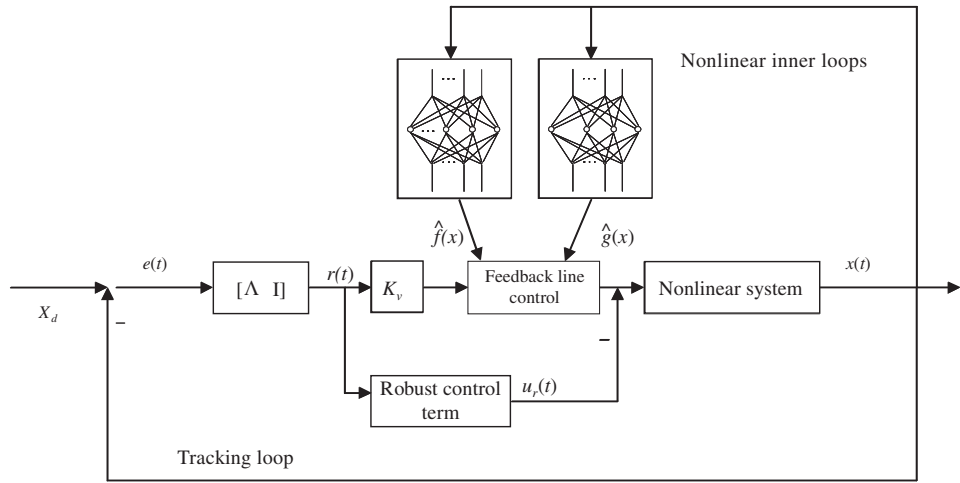 Nonlinear inner loops
...
...
...
...
...
f̂(x)
ĝ(x)
e(t)
r(t)
x(t)
[Λ I]
K_v
Feedback line
control
Nonlinear system
X_d
–
–
Robust control
term
u_r(t)
Tracking loop